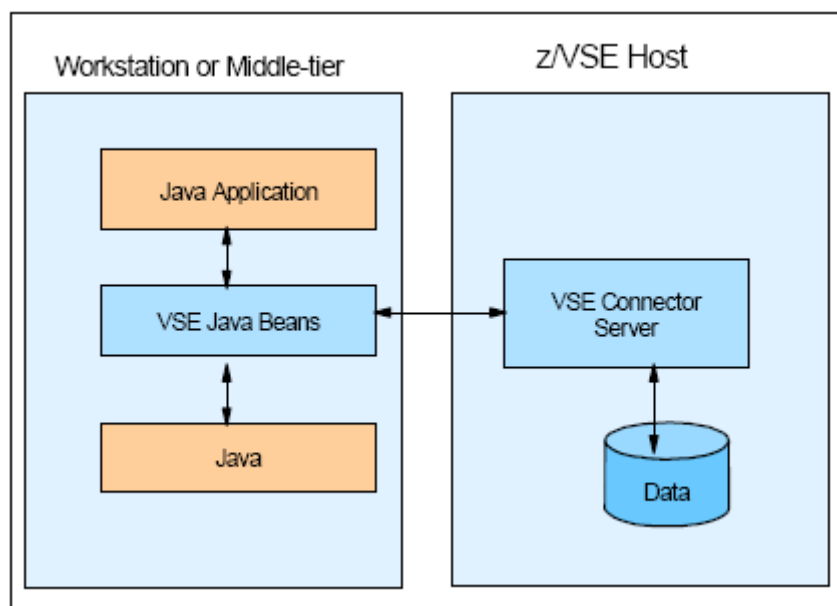 Workstation or Middle-tier
z/VSE Host
Java Application
VSE Java Beans
Java
VSE Connector
Server
Data